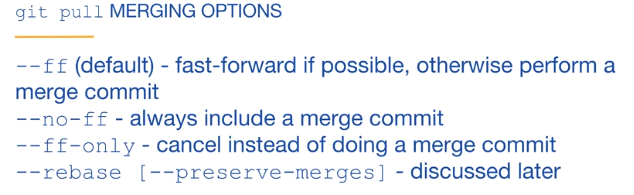 git pull MERGING OPTIONS
--ff (default) - fast-forward if possible, otherwise perform a
merge commit
--no-ff - always include a merge commit
--ff-only - cancel instead of doing a merge commit
--rebase [--preserve-merges] - discussed later